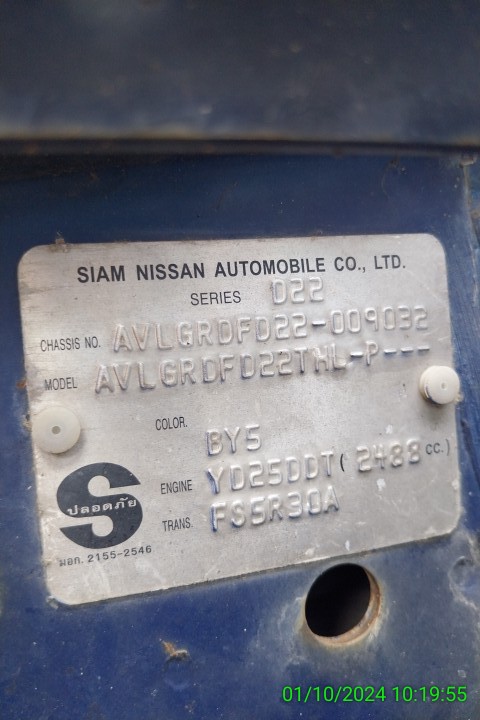 SIAM NISSAN AUTOMOBILE CO., LTD.
SERIES D22
CHASSIS NO. AVLGRDFD22-009032
MODEL AVLGRDFD22THL-P---
COLOR. BY5
ENGINE YD25DDT ( 2488 CC.)
TRANS. FS5R30A
S
ปลอดภัย
มอก. 2155-2546
01/10/2024 10:19:55